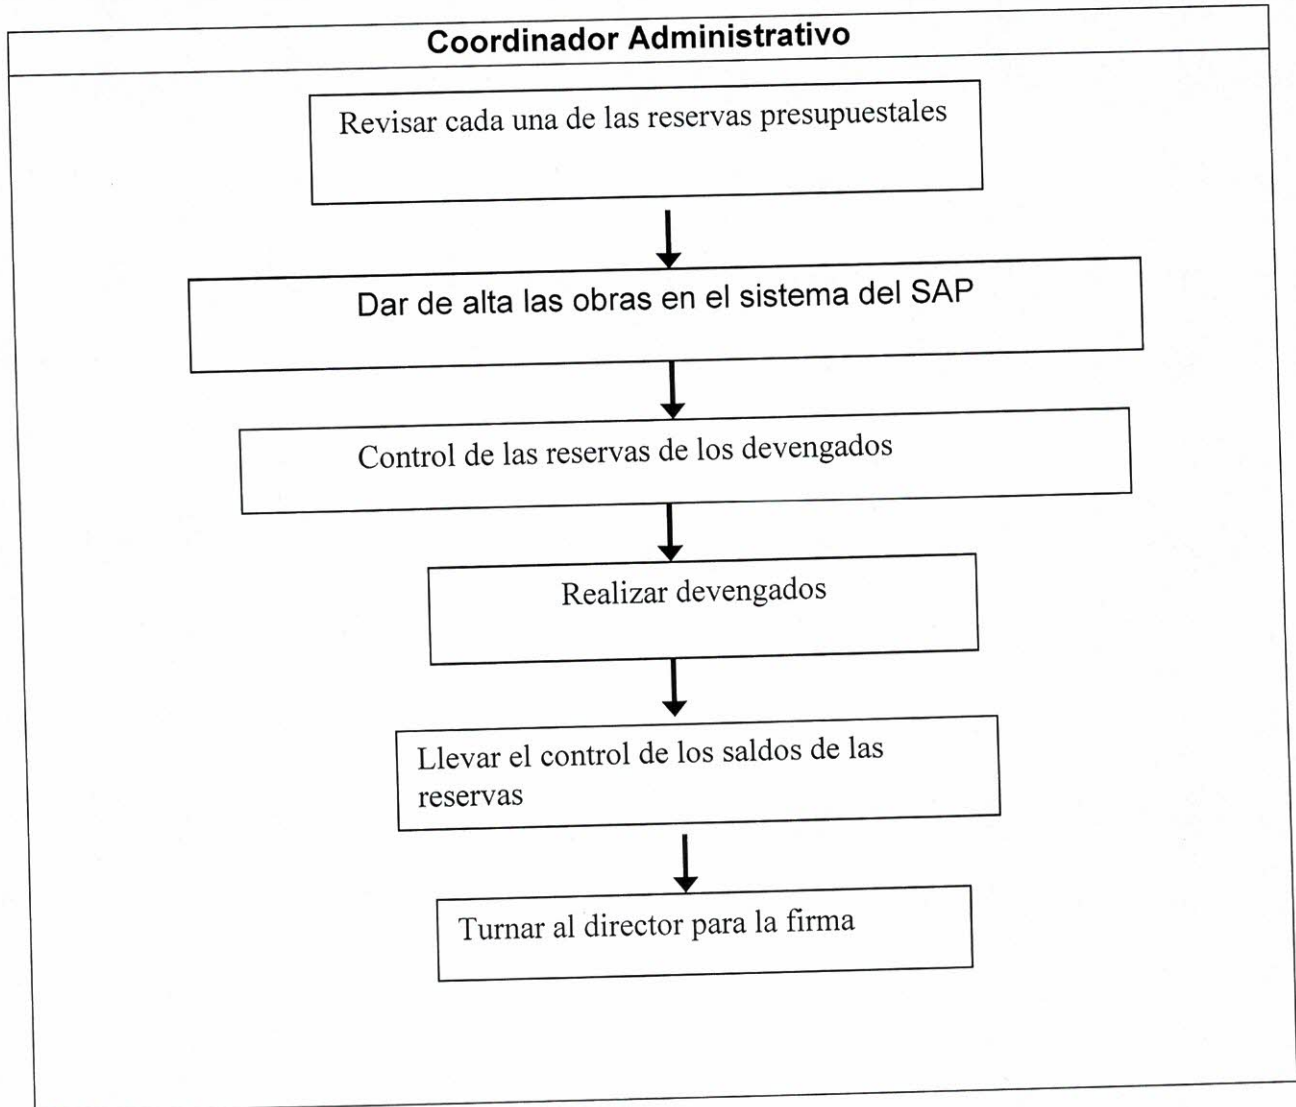 Coordinador Administrativo
Revisar cada una de las reservas presupuestales
Dar de alta las obras en el sistema del SAP
Control de las reservas de los devengados
Realizar devengados
Llevar el control de los saldos de las
reservas
Turnar al director para la firma